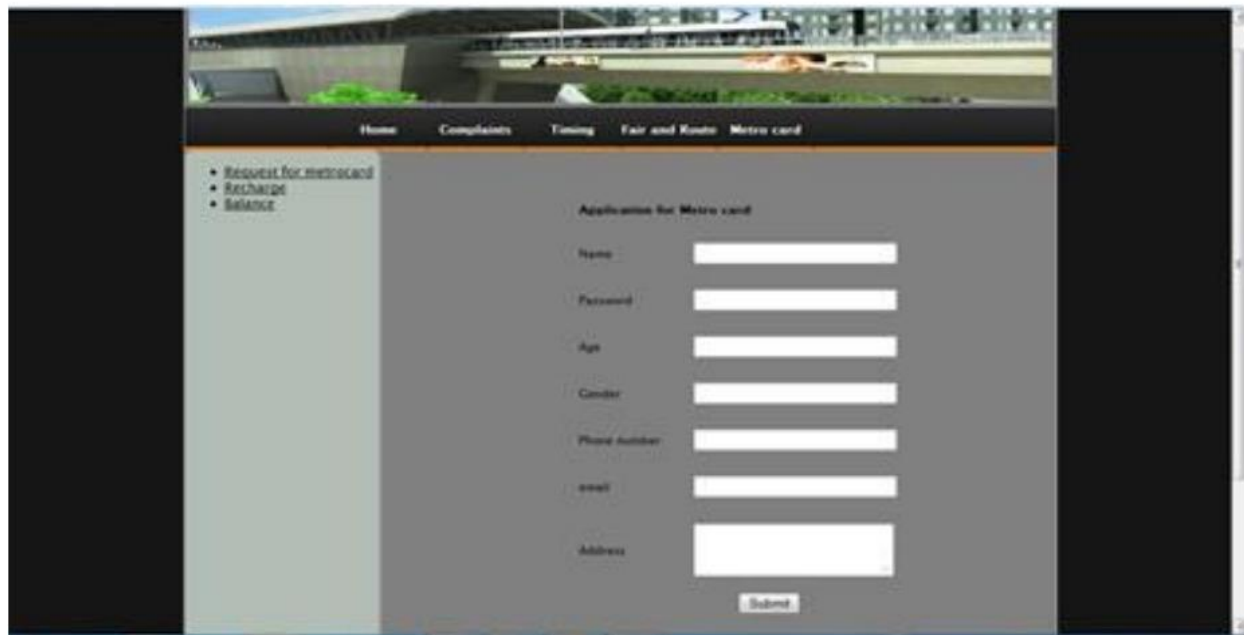 Home Complaints Timing Fair and Route Metro card
Request for metrocard
Recharge
Balance
Application for Metro card
Name
Password
Age
Gender
Phone number
email
Address
Submit